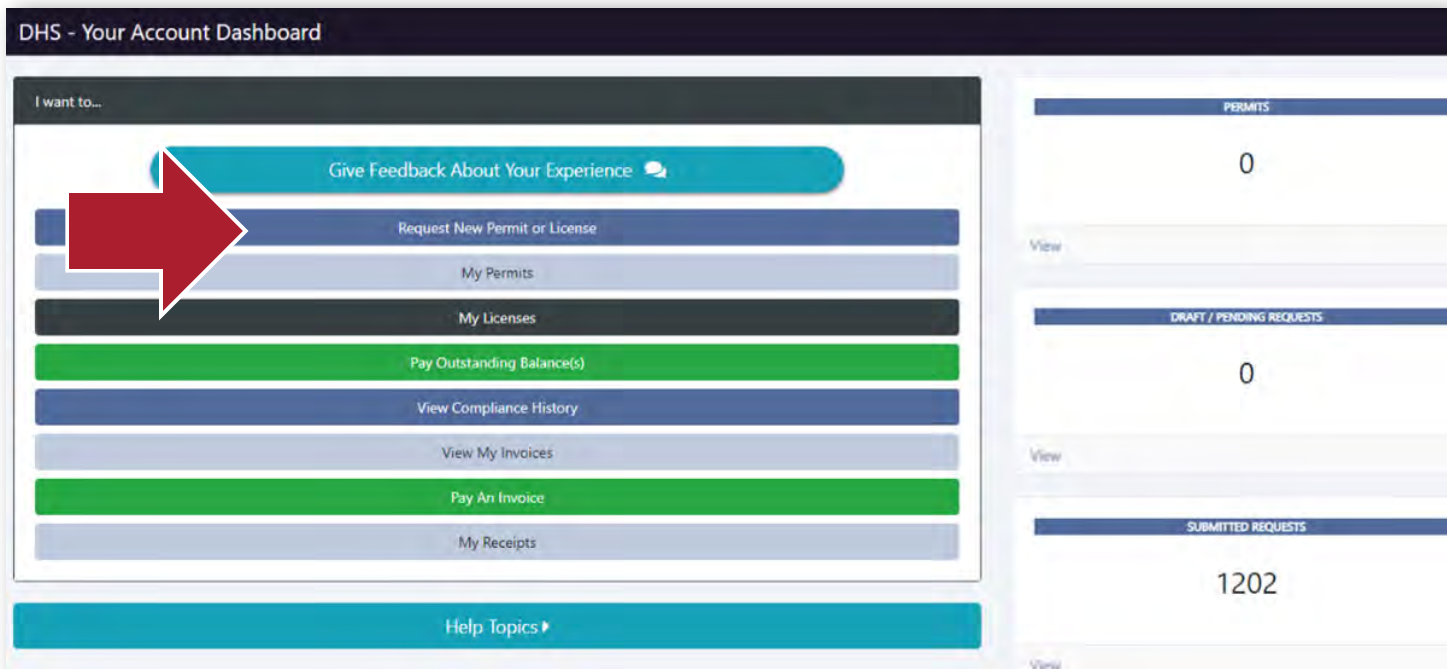 DHS - Your Account Dashboard
I want to...
Give Feedback About Your Experience
Request New Permit or License
My Permits
My Licenses
Pay Outstanding Balance(s)
View Compliance History
View My Invoices
Pay An Invoice
My Receipts
Help Topics
PERMITS
0
View
DRAFT / PENDING REQUESTS
0
View
SUBMITTED REQUESTS
1202
View